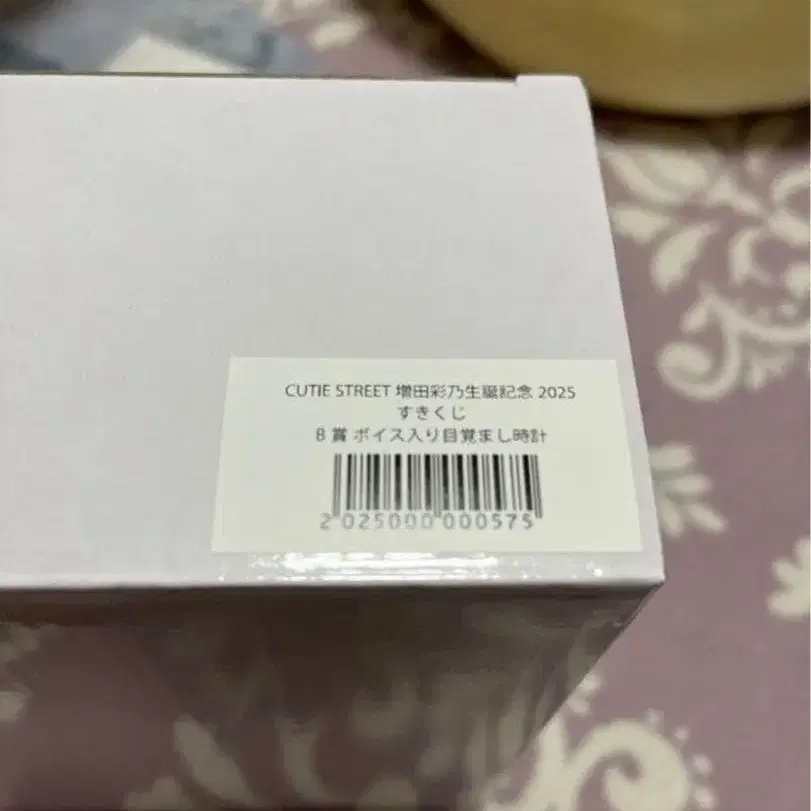 CUTIE STREET 増田彩乃生誕記念 2025
すきくじ
B 賞 ボイス入り目覚まし時計
2 025000 000575